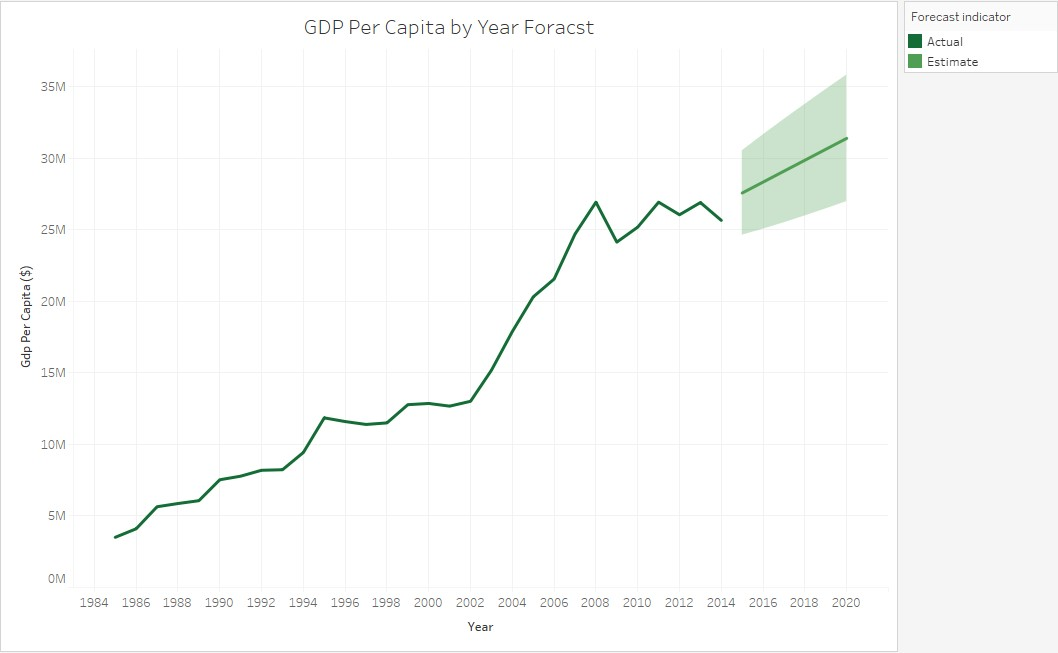 GDP Per Capita by Year Foracst
Forecast indicator
Actual
Estimate
Gdp Per Capita ($)
35M
30M
25M
20M
15M
10M
5M
0M
1984 1986 1988 1990 1992 1994 1996 1998 2000 2002 2004 2006 2008 2010 2012 2014 2016 2018 2020
Year